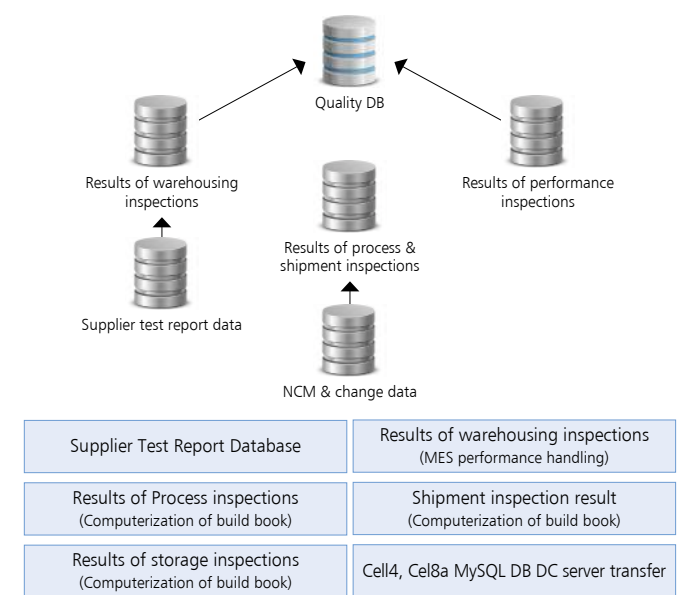 Quality DB
Results of warehousing
inspections
Results of performance
inspections
Results of process &
shipment inspections
Supplier test report data
NCM & change data
Supplier Test Report Database
Results of warehousing inspections
(MES performance handling)
Results of Process inspections
(Computerization of build book)
Shipment inspection result
(Computerization of build book)
Results of storage inspections
(Computerization of build book)
Cell4, Cel8a MySQL DB DC server transfer